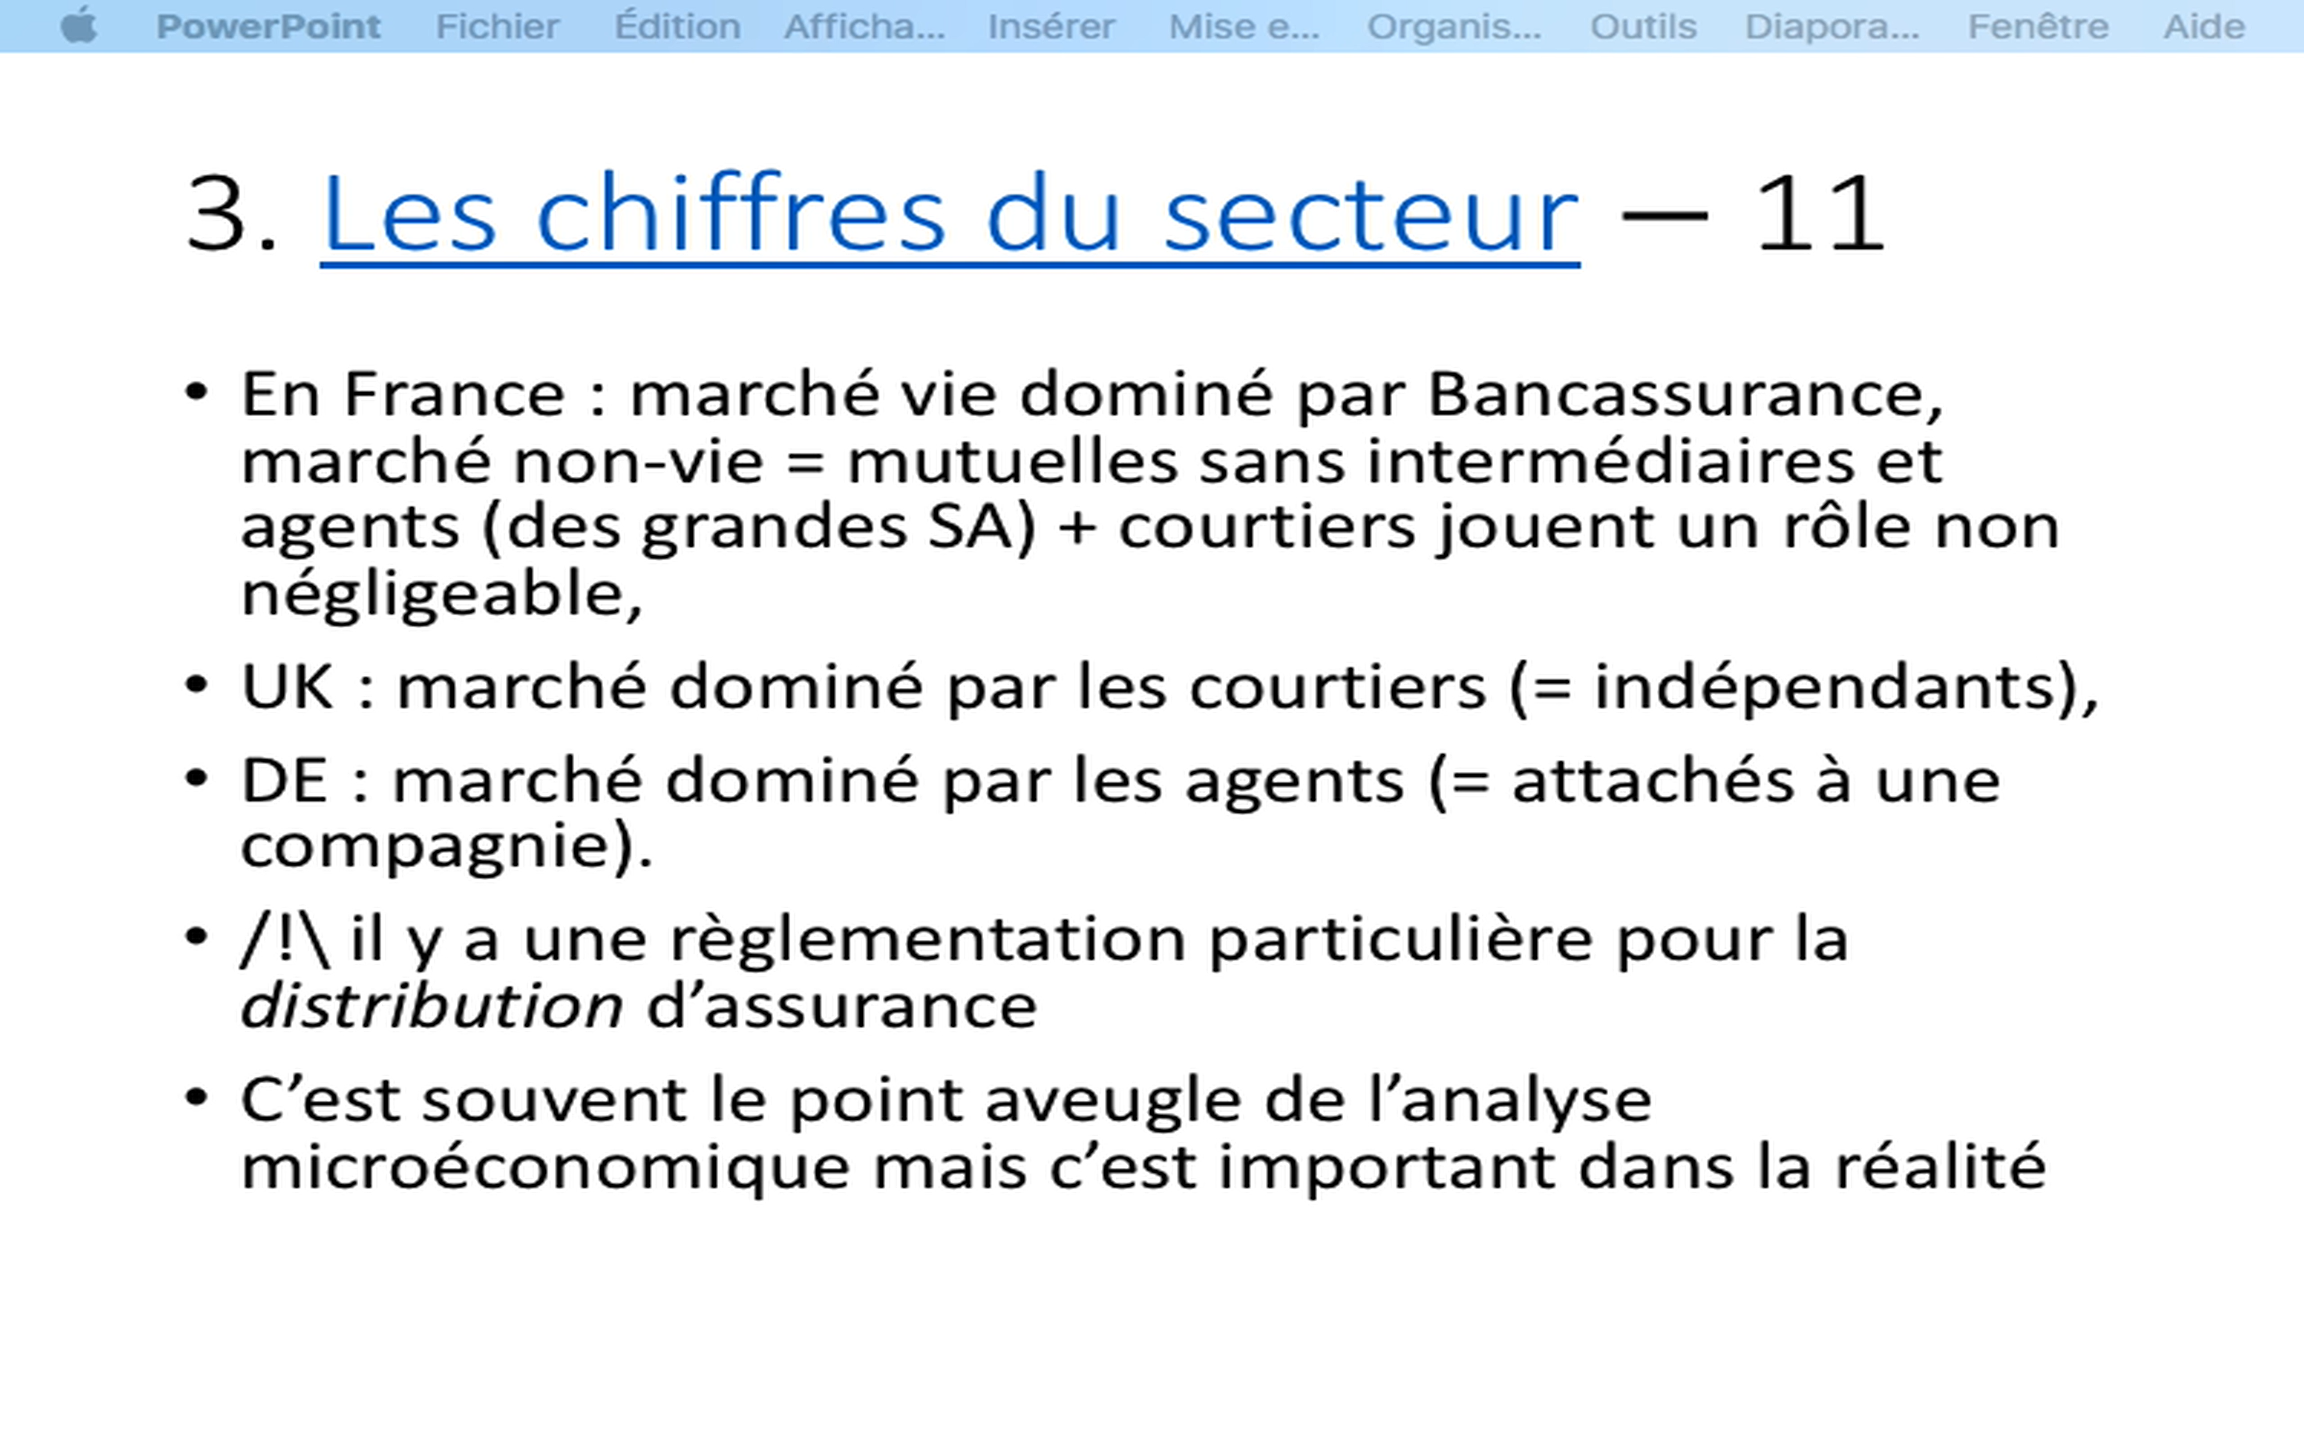 PowerPoint Fichier Édition Afficha... Insérer Mise e... Organis... Outils Diapora... Fenêtre Aide
3. Les chiffres du secteur — 11
• En France : marché vie dominé par Bancassurance,
marché non-vie = mutuelles sans intermédiaires et
agents (des grandes SA) + courtiers jouent un rôle non
négligeable,
• UK : marché dominé par les courtiers (= indépendants),
• DE : marché dominé par les agents (= attachés à une
compagnie).
• /!\ il y a une règlementation particulière pour la
distribution d’assurance
• C’est souvent le point aveugle de l’analyse
microéconomique mais c’est important dans la réalité